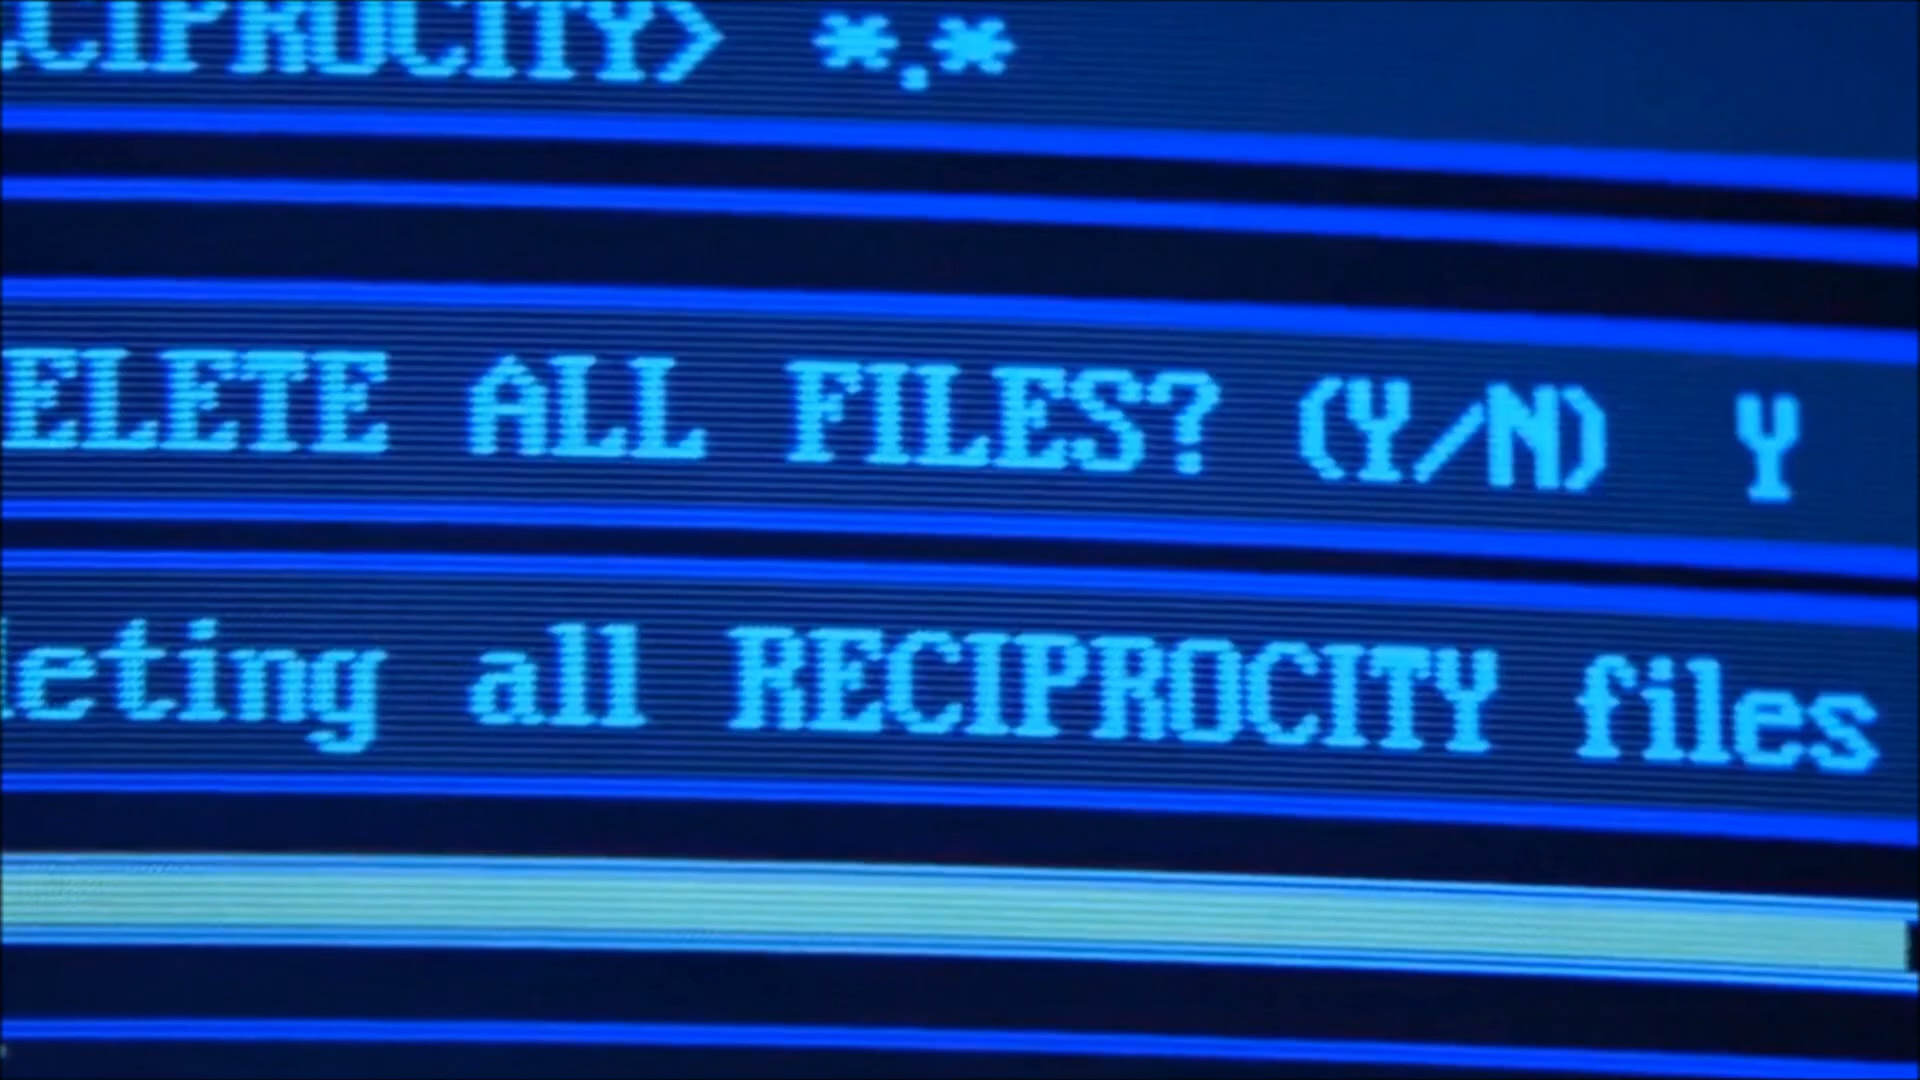 CIPROCITY> *.*
ELETE ALL FILES? (Y/N) Y
leting all RECIPROCITY files